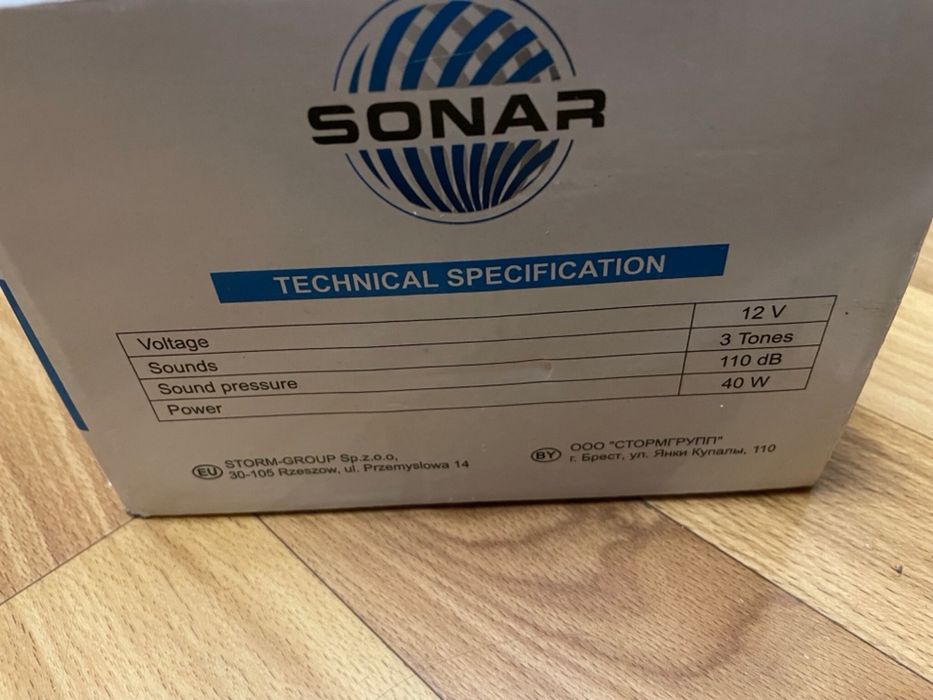 SONAR
TECHNICAL SPECIFICATION
Voltage 12 V
Sounds 3 Tones
Sound pressure 110 dB
Power 40 W
EU STORM-GROUP Sp.z.o.o,
30-105 Rzeszow, ul. Przemyslowa 14
BY ООО "СТОРМГРУПП"
г. Брест, ул. Янки Купалы, 110